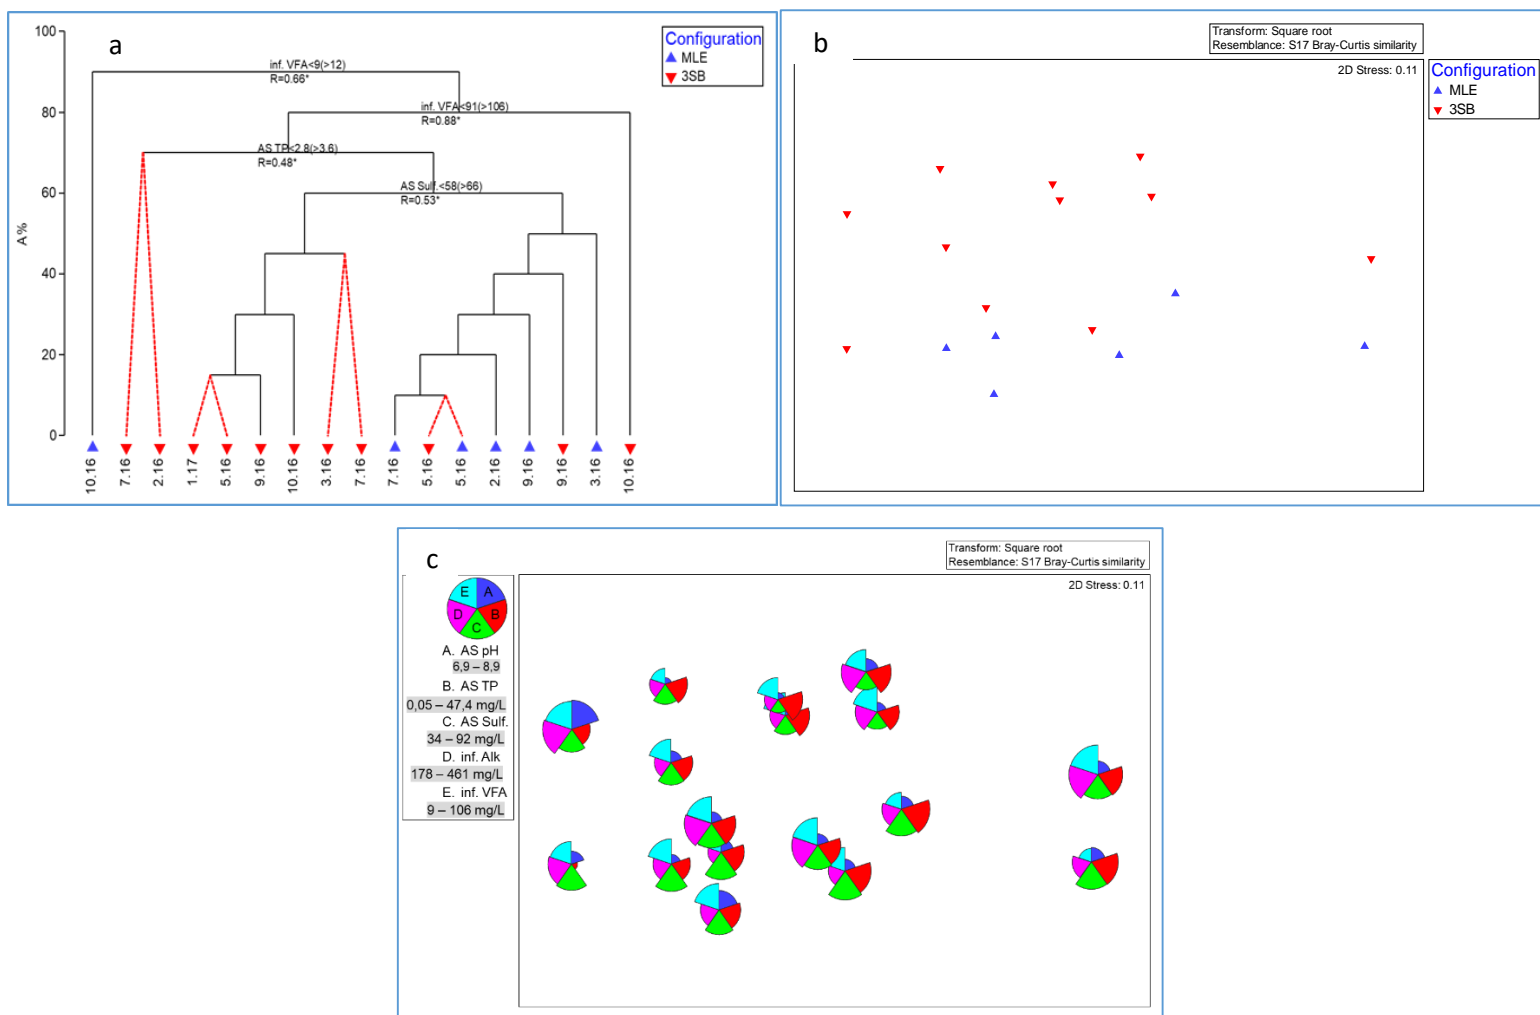 a
Configuration
MLE
3SB
100
80
60
40
20
0
A %
inf. VFA<9(>12)
R=0.66*
inf. VFA<91(>106)
R=0.88*
AS TP<2.8(>3.6)
R=0.48*
AS Sulf.<58(>66)
R=0.53*
10.16 7.16 2.16 1.17 5.16 9.16 10.16 3.16 7.16 7.16 5.16 5.16 2.16 9.16 9.16 3.16 10.16
b
Transform: Square root
Resemblance: S17 Bray-Curtis similarity
2D Stress: 0.11
Configuration
MLE
3SB
c
Transform: Square root
Resemblance: S17 Bray-Curtis similarity
2D Stress: 0.11
E A
D B
C
A. AS pH
6,9 – 8,9
B. AS TP
0,05 – 47,4 mg/L
C. AS Sulf.
34 – 92 mg/L
D. inf. Alk
178 – 461 mg/L
E. inf. VFA
9 – 106 mg/L